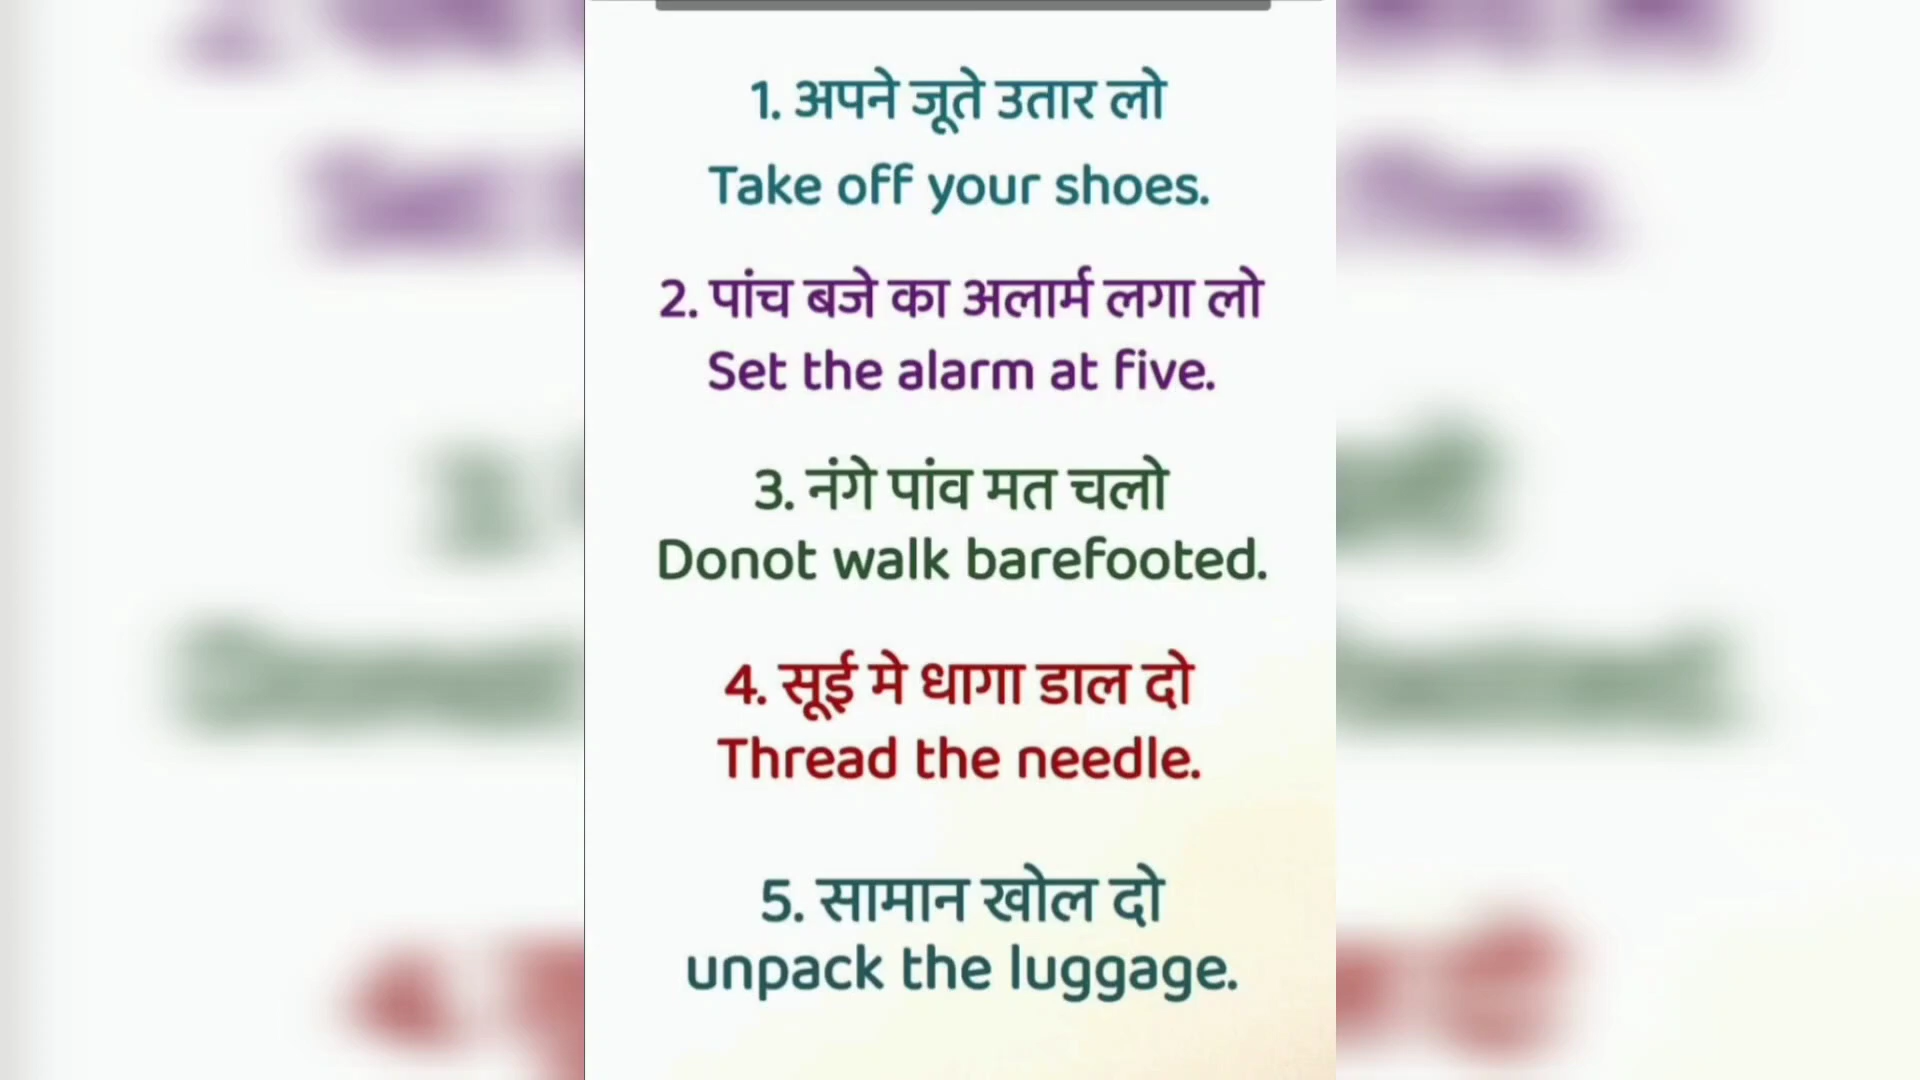 1. अपने जूते उतार लो
Take off your shoes.
2. पांच बजे का अलार्म लगा लो
Set the alarm at five.
3. नंगे पांव मत चलो
Donot walk barefooted.
4. सूई मे धागा डाल दो
Thread the needle.
5. सामान खोल दो
unpack the luggage.